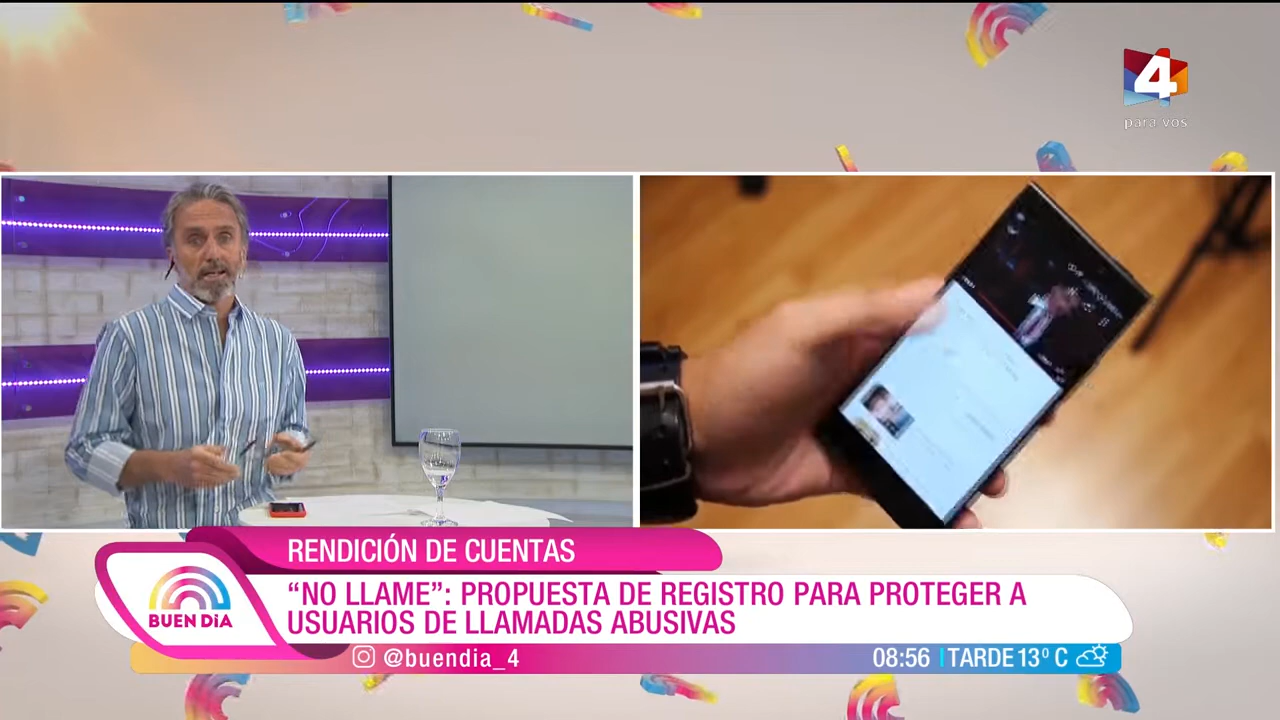 4
para vos
RENDICIÓN DE CUENTAS
“NO LLAME”: PROPUESTA DE REGISTRO PARA PROTEGER A
USUARIOS DE LLAMADAS ABUSIVAS
BUEN DÍA
@buendia_4
08:56 TARDE 13º C